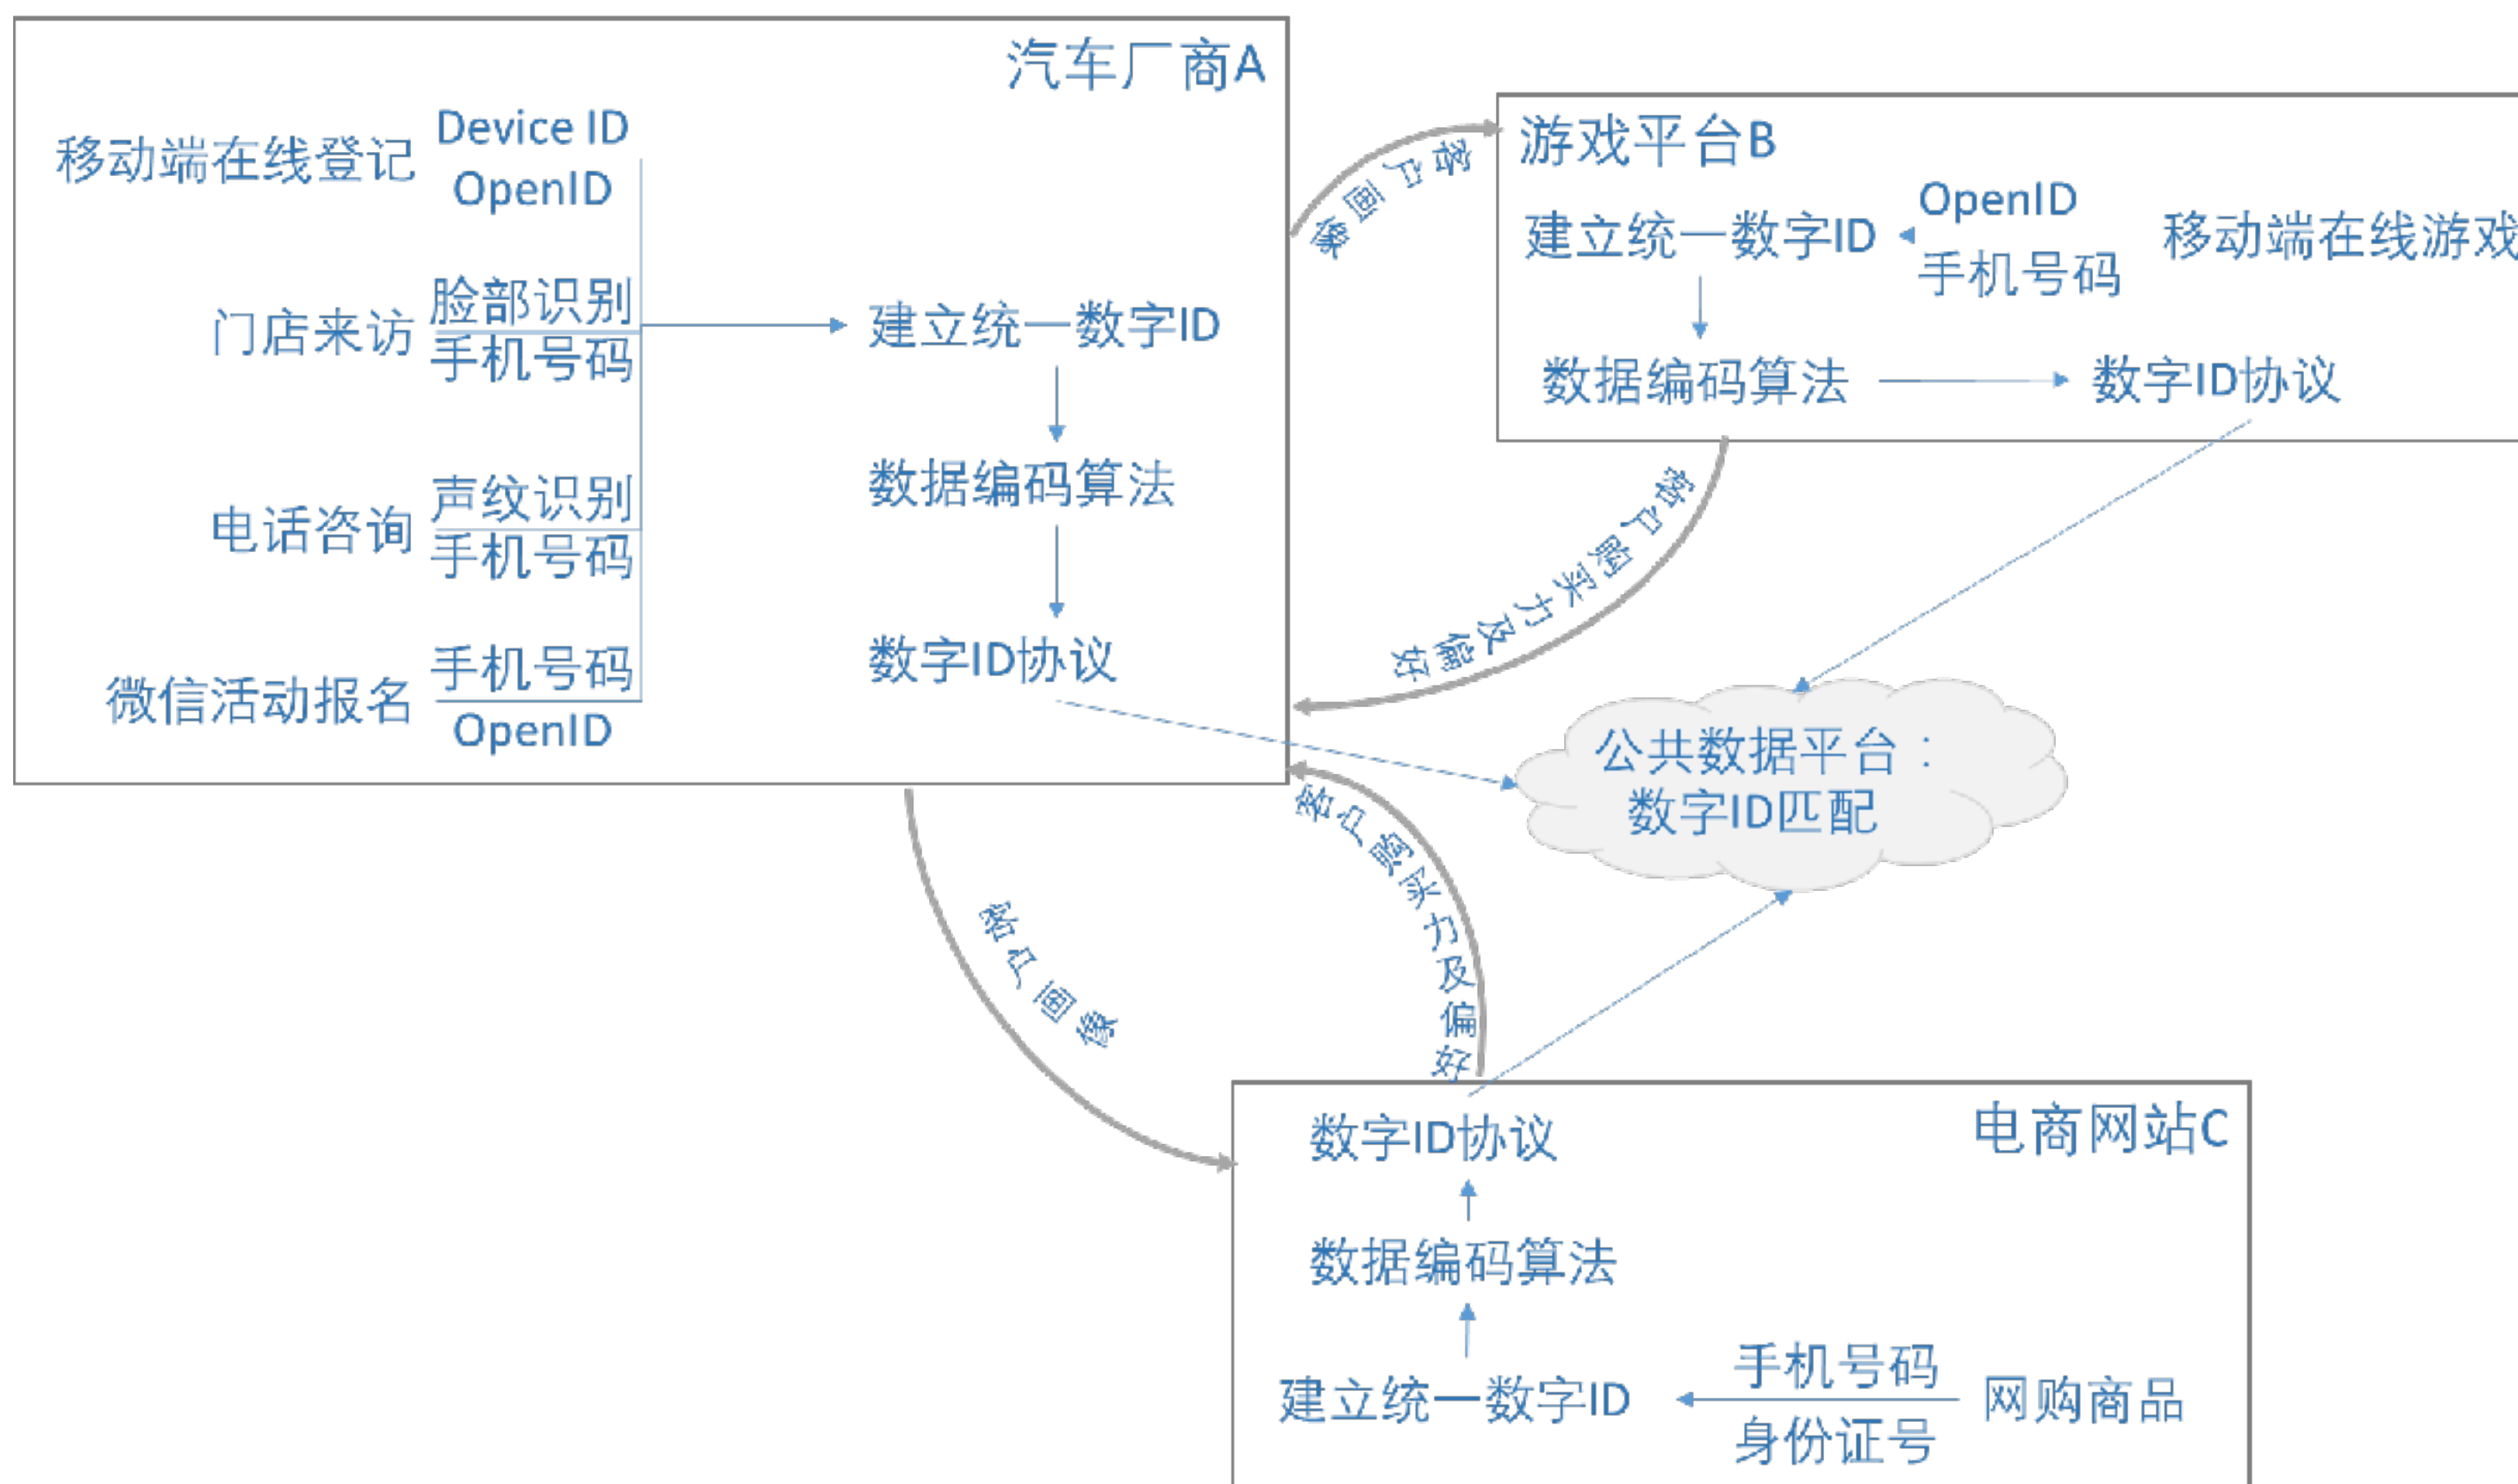 汽车厂商A
移动端在线登记
Device ID
OpenID
门店来访
脸部识别
手机号码
电话咨询
声纹识别
手机号码
微信活动报名
手机号码
OpenID
建立统一数字ID
数据编码算法
数字ID协议
客户画像
游戏平台B
建立统一数字ID
OpenID
手机号码
移动端在线游戏
数据编码算法
数字ID协议
客户购买力及偏好
公共数据平台：
数字ID匹配
客户购买力及偏好
客户画像
数字ID协议
电商网站C
数据编码算法
建立统一数字ID
手机号码
身份证号
网购商品